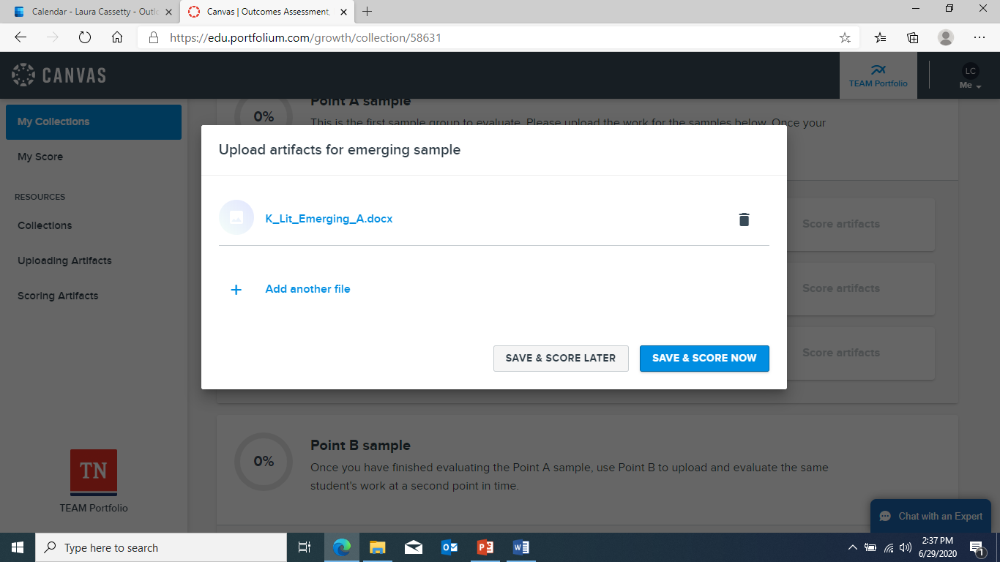 Calendar - Laura Cassetty - Outl
Canvas | Outcomes Assessment,
https://edu.portfolium.com/growth/collection/58631
CANVAS
TEAM Portfolio
LC
Me
My Collections
My Score
RESOURCES
Collections
Uploading Artifacts
Scoring Artifacts
TN
TEAM Portfolio
0%
Point A sample
This is the first sample group to evaluate. Please upload the work for the samples below. Once your
Upload artifacts for emerging sample
K_Lit_Emerging_A.docx
Add another file
SAVE & SCORE LATER
SAVE & SCORE NOW
Score artifacts
Score artifacts
Score artifacts
0%
Point B sample
Once you have finished evaluating the Point A sample, use Point B to upload and evaluate the same
student's work at a second point in time.
Chat with an Expert
Type here to search
2:37 PM
6/29/2020
1